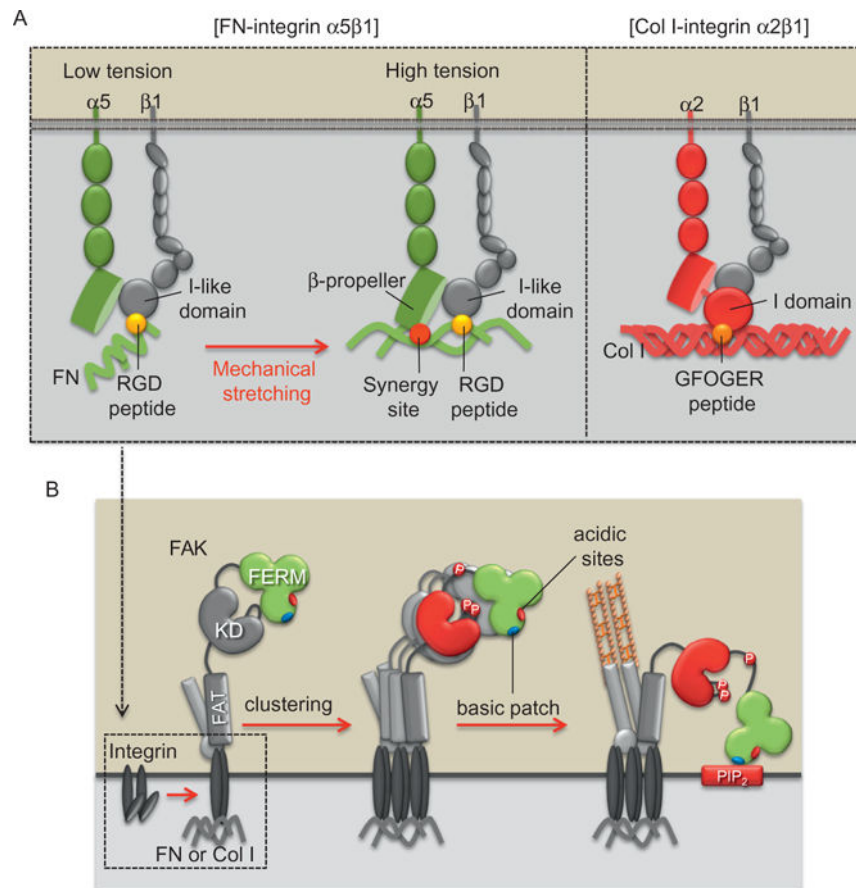 A
[FN-integrin α5β1]
[Col I-integrin α2β1]
Low tension
High tension
α5
β1
α5
β1
α2
β1
β-propeller
I-like
domain
I-like
domain
I domain
FN
RGD
peptide
Mechanical
stretching
Synergy
site
RGD
peptide
Col I
GFOGER
peptide
B
FAK
FERM
KD
FAT
acidic
sites
P
P
P
P
P
P
clustering
basic patch
Integrin
PIP2
FN or Col I